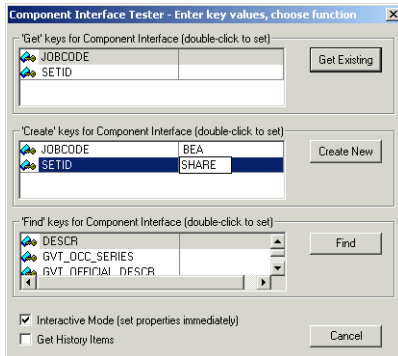 Component Interface Tester - Enter key values, choose function
'Get' keys for Component Interface (double-click to set)
JOBCODE
SETID
Get Existing
'Create' keys for Component Interface (double-click to set)
JOBCODE BEA
SETID SHARE
Create New
'Find' keys for Component Interface (double-click to set)
DESCR
GVT_OCC_SERIES
GVT_OFFICIAL_DESCR
Find
Interactive Mode (set properties immediately)
Get History Items
Cancel